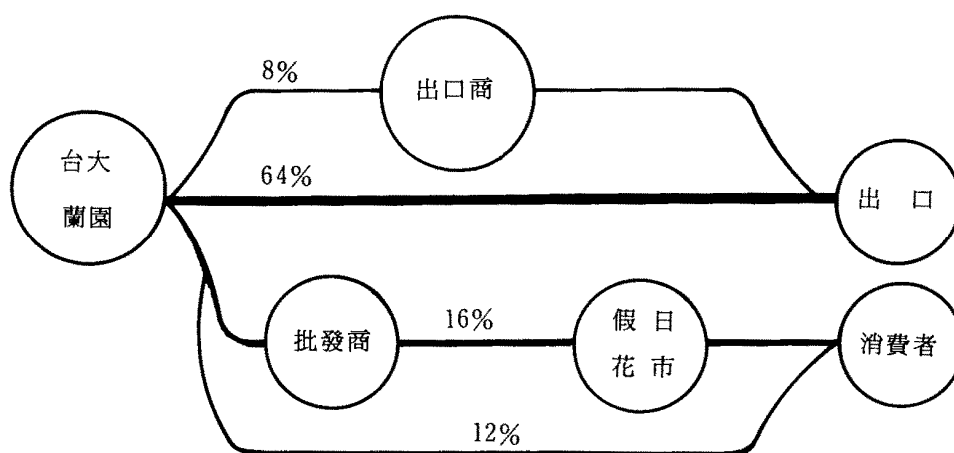 8%
出口商
台大
蘭園
64%
出 口
批發商
16%
假 日
花 市
消費者
12%